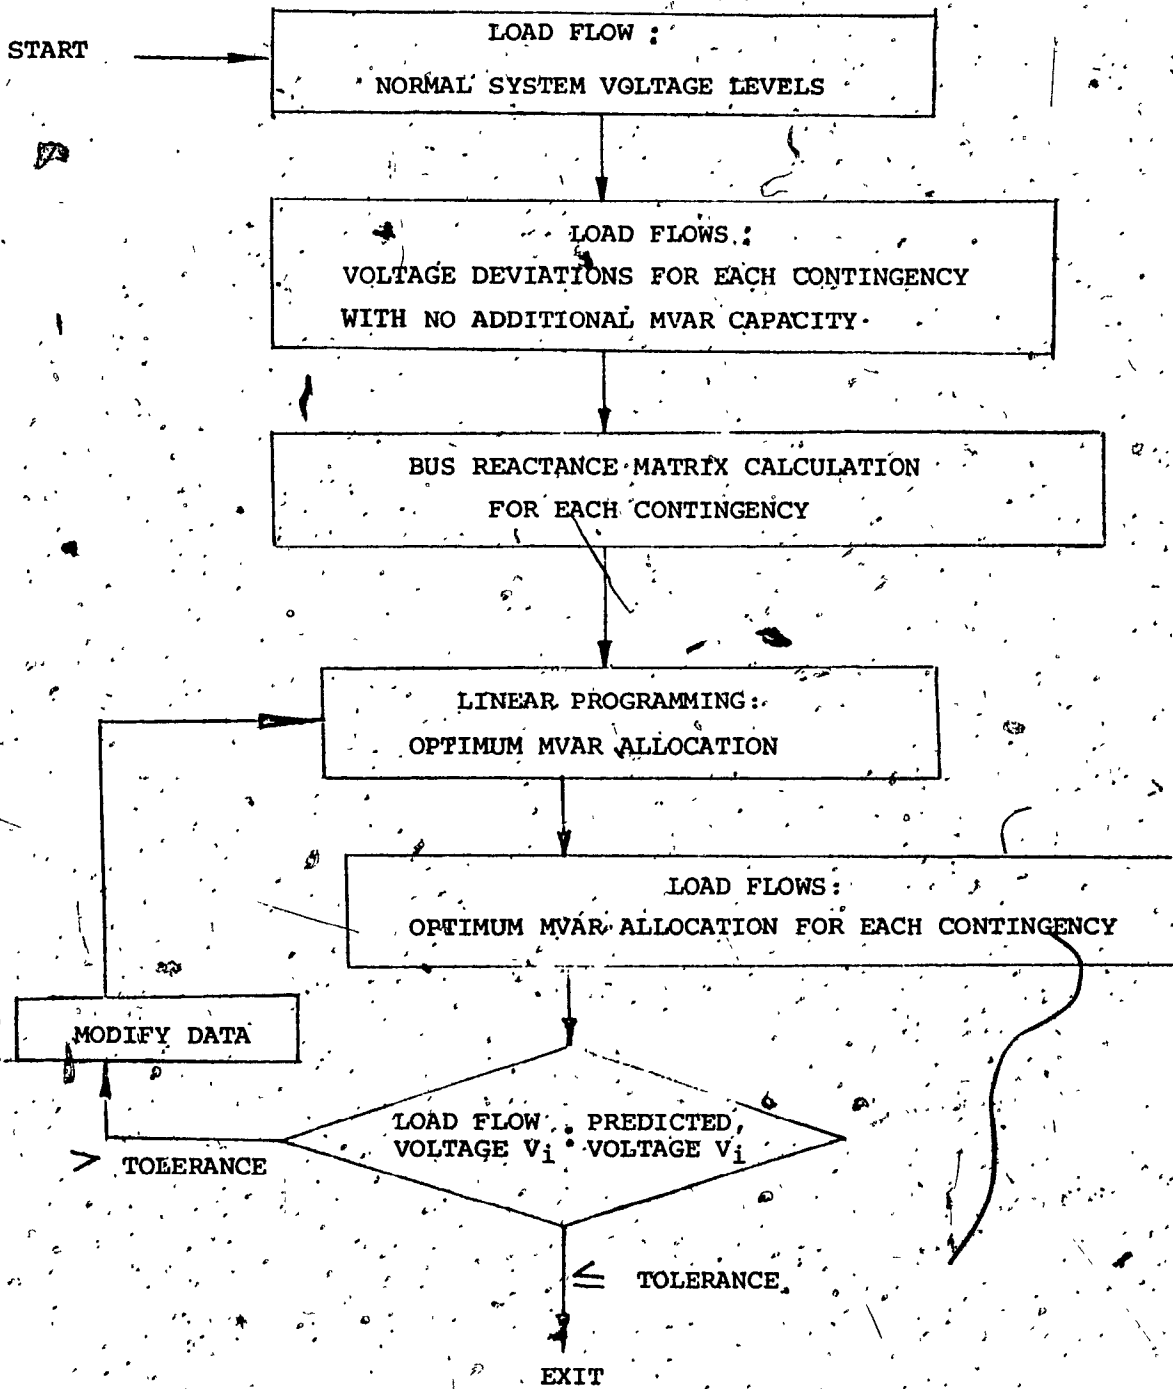 START
LOAD FLOW :
NORMAL SYSTEM VOLTAGE LEVELS
LOAD FLOWS :
VOLTAGE DEVIATIONS FOR EACH CONTINGENCY
WITH NO ADDITIONAL MVAR CAPACITY
BUS REACTANCE MATRIX CALCULATION
FOR EACH CONTINGENCY
LINEAR PROGRAMMING:
OPTIMUM MVAR ALLOCATION
LOAD FLOWS:
OPTIMUM MVAR ALLOCATION FOR EACH CONTINGENCY
MODIFY DATA
LOAD FLOW : PREDICTED
VOLTAGE Vi : VOLTAGE Vi
> TOLERANCE
≤ TOLERANCE
EXIT